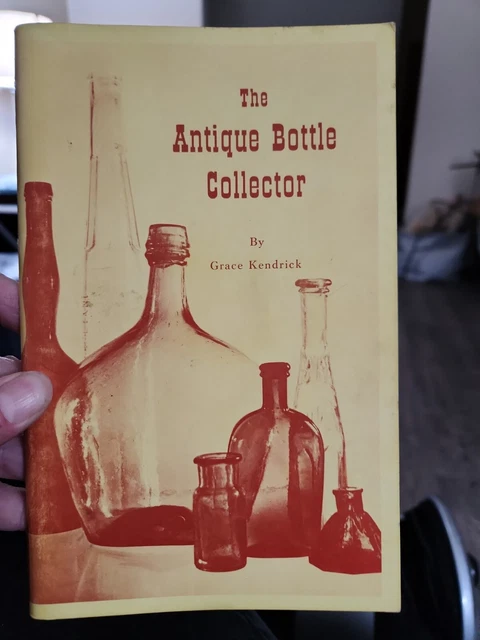 The
Antique Bottle
Collector
By
Grace Kendrick